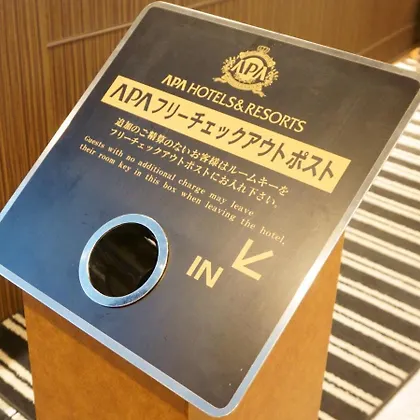 APA
APA HOTELS&RESORTS
APAフリーチェックアウトポスト
追加のご精算のないお客様はルームキーを
フリーチェックアウトポストにお入れ下さい。
Guests with no additional charge may leave
their room key in this box when leaving the hotel.
IN